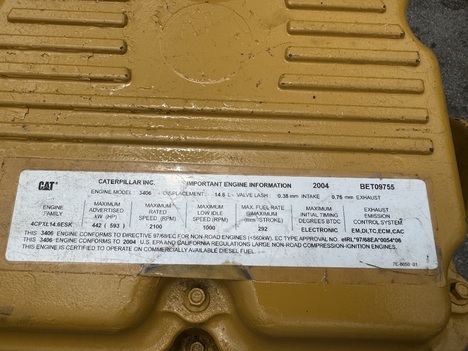 CAT CATERPILLAR INC. IMPORTANT ENGINE INFORMATION 2004 BET09755
ENGINE MODEL 3406 DISPLACEMENT: 14.6 L VALVE LASH 0.38 mm INTAKE 0.76 mm EXHAUST
ENGINE FAMILY MAXIMUM ADVERTISED kW (HP) MAXIMUM RATED SPEED (RPM) MAXIMUM LOW IDLE SPEED (RPM) MAX. FUEL RATE @ MAXIMUM (mm³/STROKE) MAXIMUM INITIAL TIMING DEGREES BTDC EXHAUST EMISSION CONTROL SYSTEM
4CPXL14.6ESK 442 ( 593 ) 2100 1000 292 ELECTRONIC EM,DI,TC,ECM,CAC
THIS 3406 ENGINE CONFORMS TO DIRECTIVE 97/68/EC FOR NON-ROAD ENGINES (<560kW). EC TYPE APPROVAL NO.
THIS 3406 ENGINE CONFORMS TO 2004 U.S. EPA AND CALIFORNIA REGULATIONS LARGE NON-ROAD COMPRESSION-IGNITION ENGINES.
THIS ENGINE IS CERTIFIED TO OPERATE ON COMMERCIALLY AVAILABLE DIESEL FUEL.